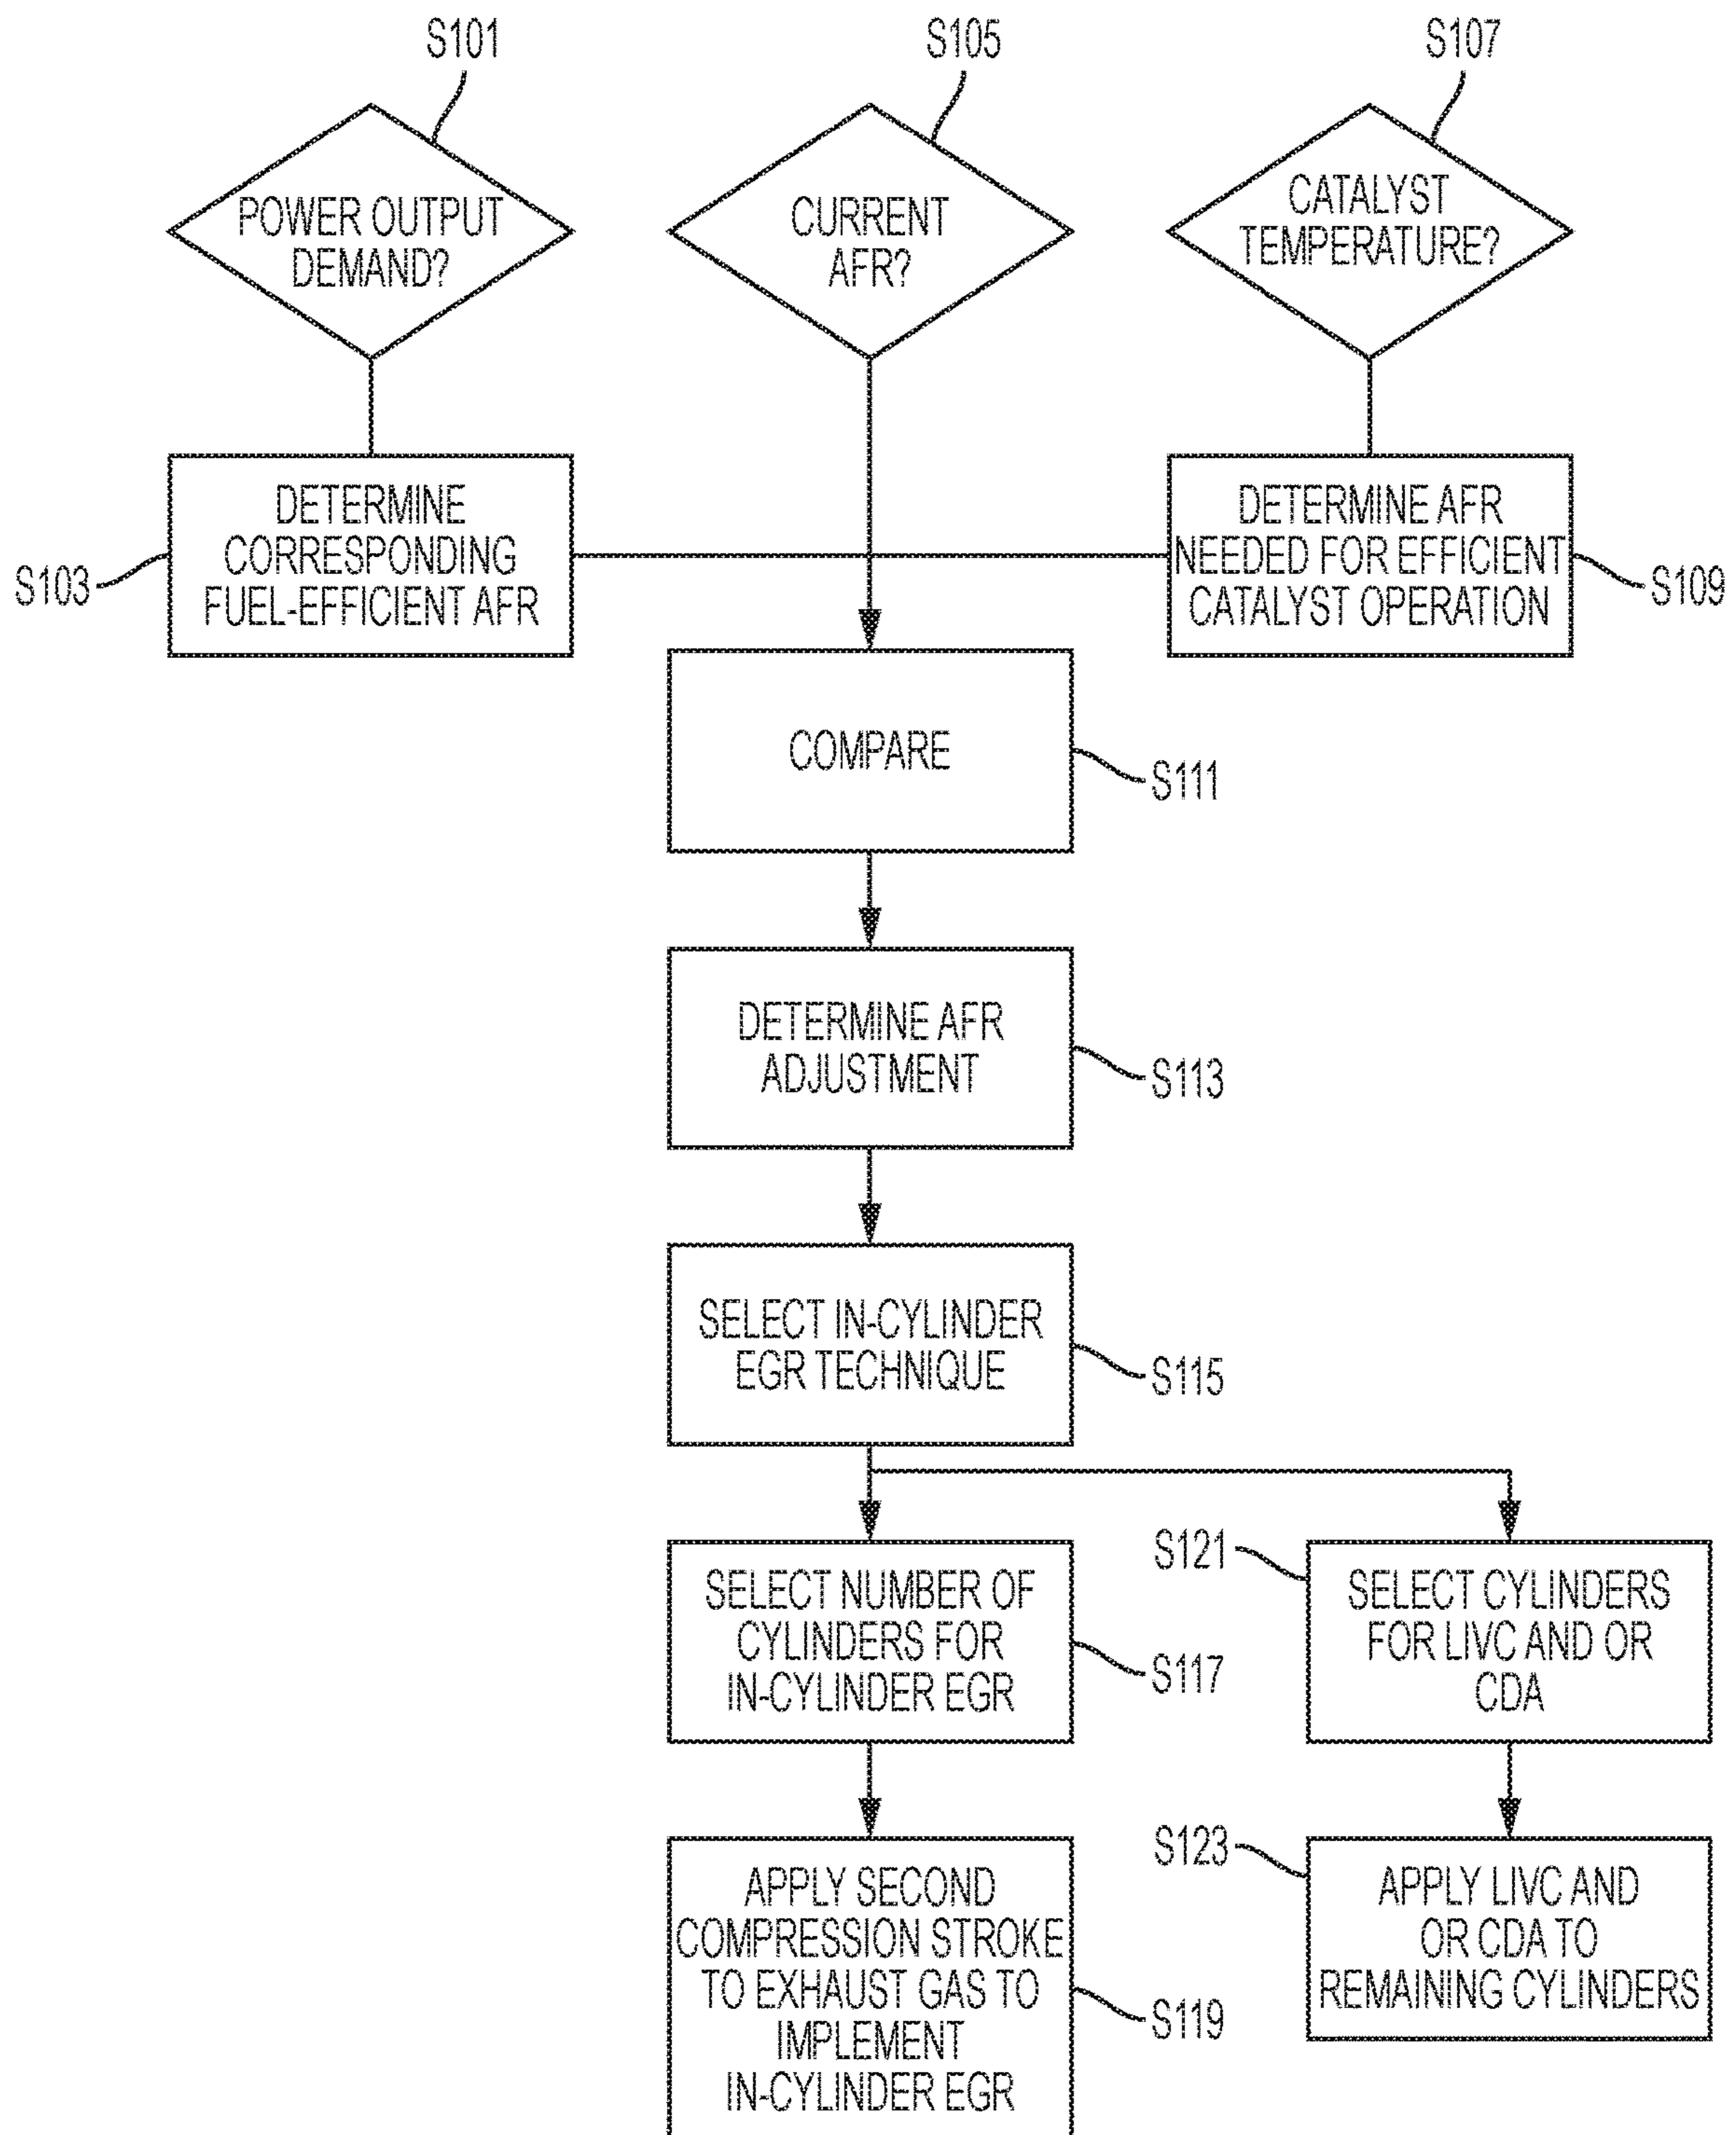 S101
S105
S107
POWER OUTPUT
DEMAND?
CURRENT
AFR?
CATALYST
TEMPERATURE?
DETERMINE
CORRESPONDING
FUEL-EFFICIENT AFR
S103
DETERMINE AFR
NEEDED FOR EFFICIENT
CATALYST OPERATION
S109
COMPARE
S111
DETERMINE AFR
ADJUSTMENT
S113
SELECT IN-CYLINDER
EGR TECHNIQUE
S115
SELECT NUMBER OF
CYLINDERS FOR
IN-CYLINDER EGR
S117
S121
SELECT CYLINDERS
FOR LIVC AND OR
CDA
APPLY SECOND
COMPRESSION STROKE
TO EXHAUST GAS TO
IMPLEMENT
IN-CYLINDER EGR
S119
S123
APPLY LIVC AND
OR CDA TO
REMAINING CYLINDERS